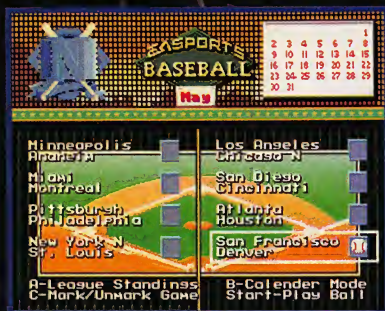 EA SPORTS
BASEBALL
May
1
2 3 4 5 6 7 8
9 10 11 12 13 14 15
16 17 18 19 20 21 22
23 24 25 26 27 28 29
30 31
Minneapolis
Anaheim
Miami
Montreal
Pittsburgh
Philadelphia
New York N
St. Louis
Los Angeles
Chicago N
San Diego
Cincinnati
Atlanta
Houston
San Francisco
Denver
A-League Standings
C-Mark/Unmark Game
B-Calender Mode
Start-Play Ball